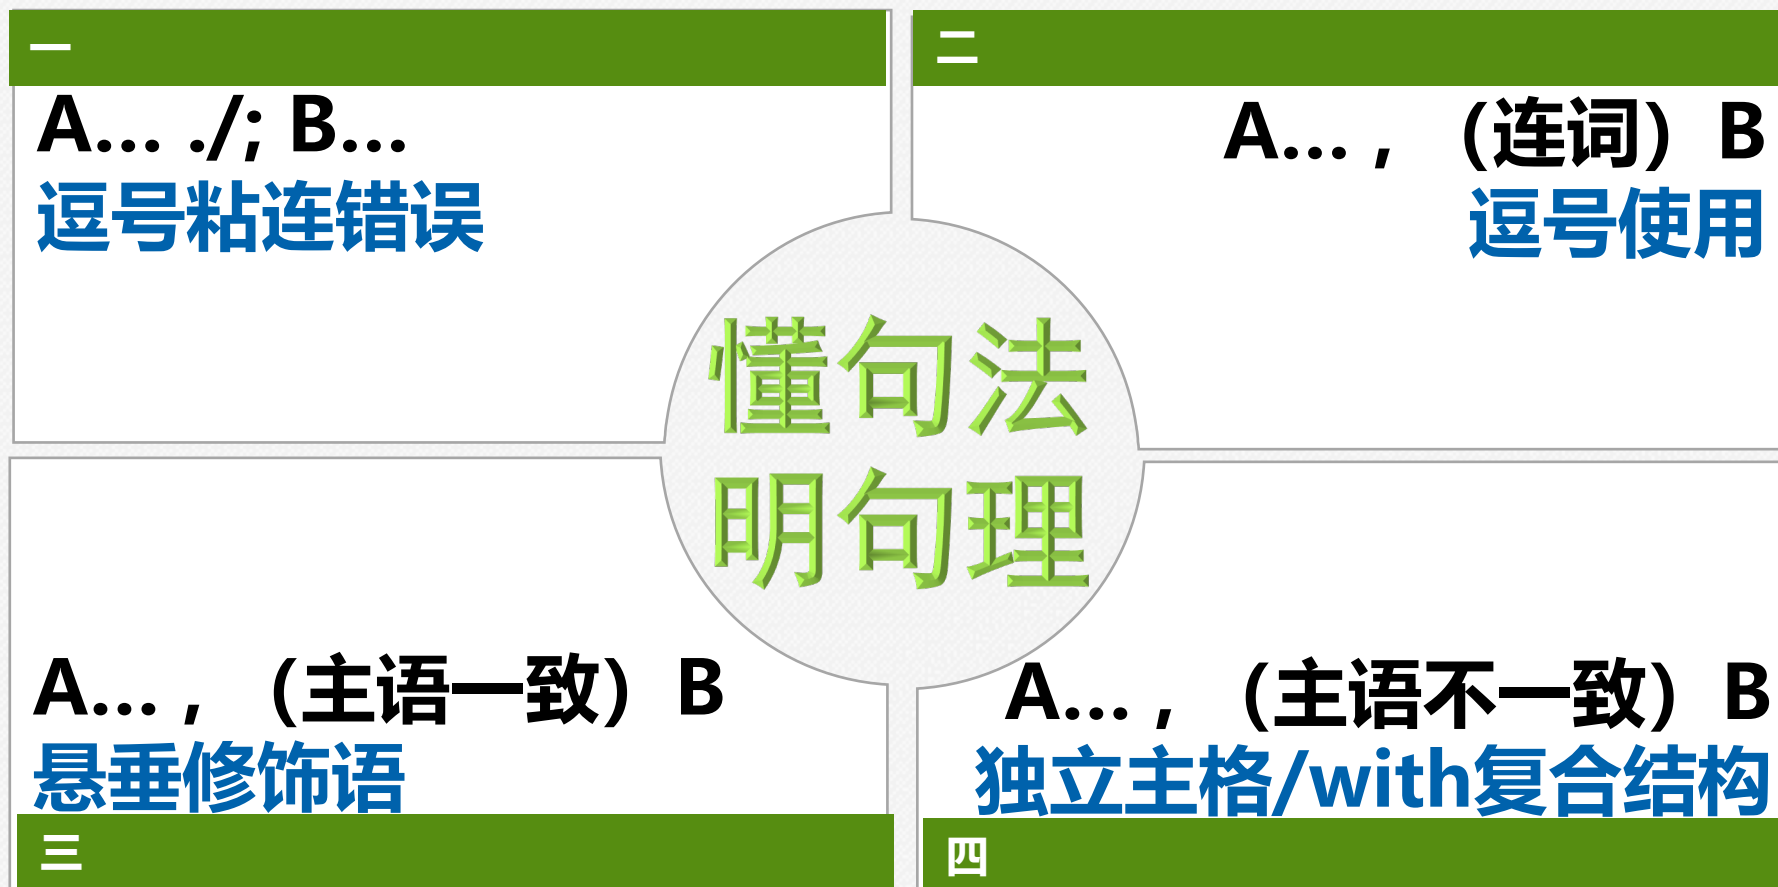 一
A... ./; B...
逗号粘连错误
二
A... , （连词）B
逗号使用
懂句法
明句理
A... , （主语一致）B
悬垂修饰语
三
A... , （主语不一致）B
独立主格/with复合结构
四